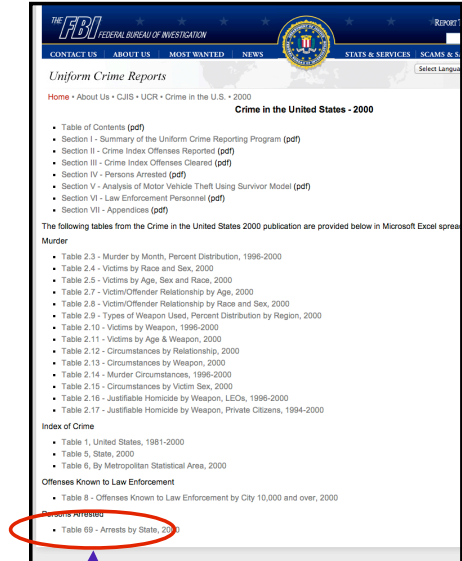 THE FBI FEDERAL BUREAU OF INVESTIGATION
REPORT
CONTACT US | ABOUT US | MOST WANTED | NEWS | STATS & SERVICES | SCAMS &
Uniform Crime Reports
Select Langua
Home • About Us • CJIS • UCR • Crime in the U.S. • 2000
Crime in the United States - 2000
Table of Contents (pdf)
Section I - Summary of the Uniform Crime Reporting Program (pdf)
Section II - Crime Index Offenses Reported (pdf)
Section III - Crime Index Offenses Cleared (pdf)
Section IV - Persons Arrested (pdf)
Section V - Analysis of Motor Vehicle Theft Using Survivor Model (pdf)
Section VI - Law Enforcement Personnel (pdf)
Section VII - Appendices (pdf)
The following tables from the Crime in the United States 2000 publication are provided below in Microsoft Excel sprea
Murder
Table 2.3 - Murder by Month, Percent Distribution, 1996-2000
Table 2.4 - Victims by Race and Sex, 2000
Table 2.5 - Victims by Age, Sex and Race, 2000
Table 2.7 - Victim/Offender Relationship by Age, 2000
Table 2.8 - Victim/Offender Relationship by Race and Sex, 2000
Table 2.9 - Types of Weapon Used, Percent Distribution by Region, 2000
Table 2.10 - Victims by Weapon, 1996-2000
Table 2.11 - Victims by Age & Weapon, 2000
Table 2.12 - Circumstances by Relationship, 2000
Table 2.13 - Circumstances by Weapon, 2000
Table 2.14 - Murder Circumstances, 1996-2000
Table 2.15 - Circumstances by Victim Sex, 2000
Table 2.16 - Justifiable Homicide by Weapon, LEOs, 1996-2000
Table 2.17 - Justifiable Homicide by Weapon, Private Citizens, 1994-2000
Index of Crime
Table 1, United States, 1981-2000
Table 5, State, 2000
Table 6, By Metropolitan Statistical Area, 2000
Offenses Known to Law Enforcement
Table 8 - Offenses Known to Law Enforcement by City 10,000 and over, 2000
Persons Arrested
Table 69 - Arrests by State, 2000